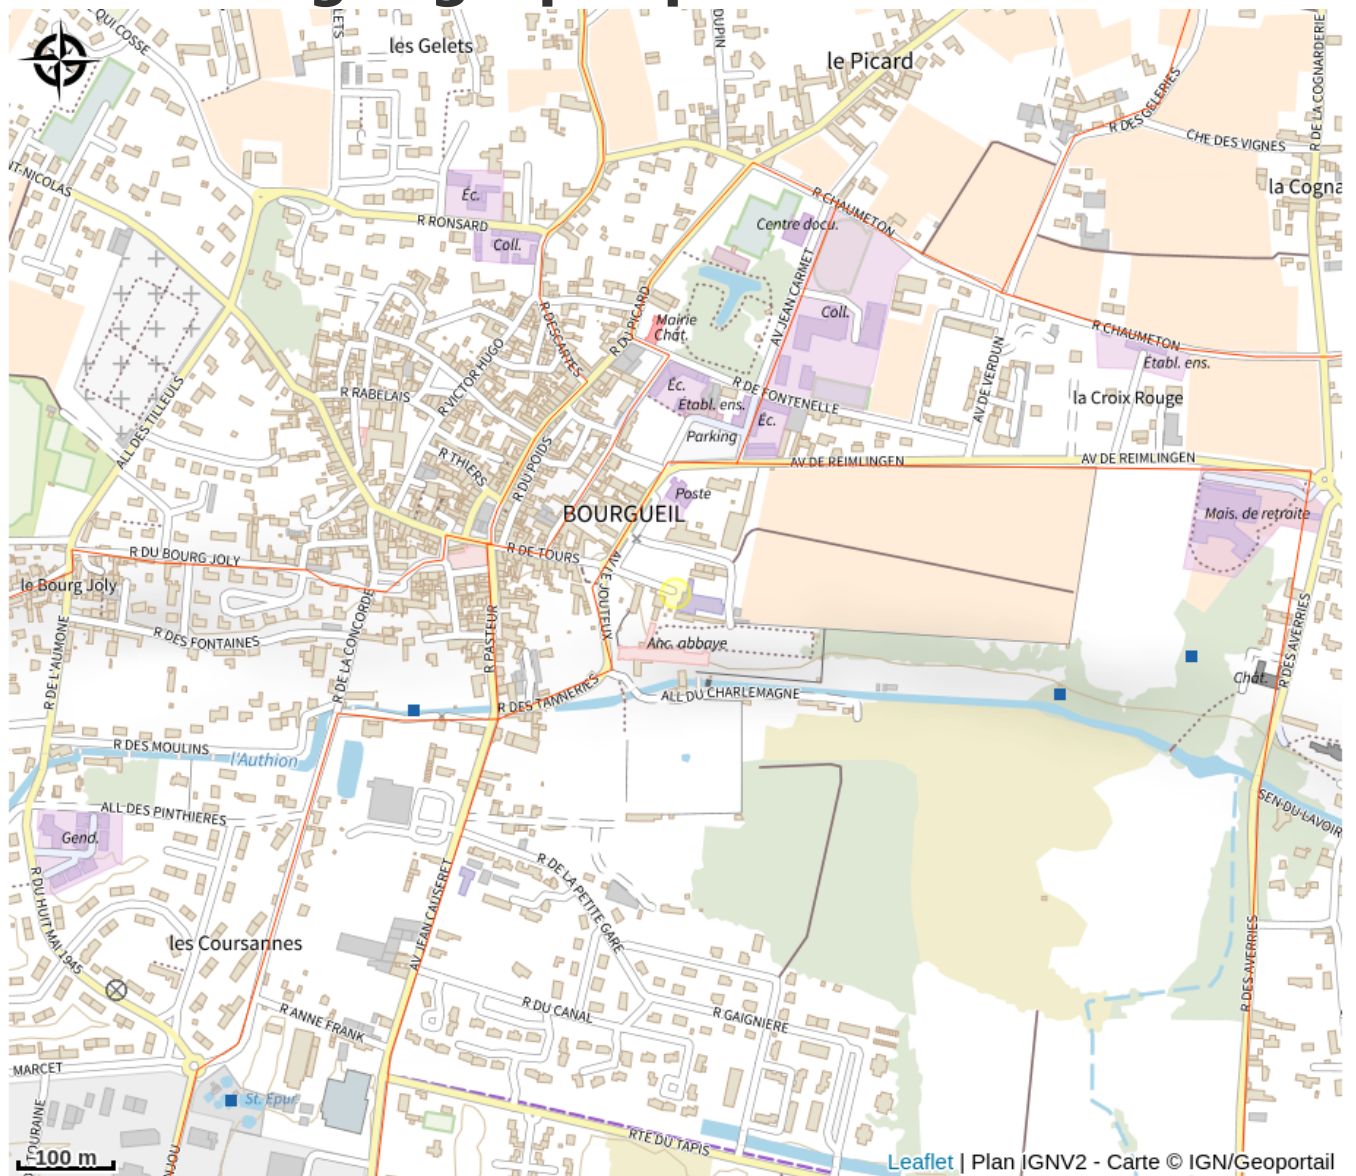 QUI COSSE
les Gelets
DUPIN
le Picard
R DE LA COGNARDERIE
R DES GELERIES
CHE DES VIGNES
NT-NICOLAS
Éc.
R RONSARD
Coll.
R CHAUMETON
Centre docu.
la Cogna
AV JEAN CARMET
R DESCARTES
R DU PICARD
Mairie
Chât.
Coll.
R CHAUMETON
R VICTOR HUGO
AV DE VERDUN
Établ. ens.
R RABELAIS
Éc.
R DE FONTENELLE
la Croix Rouge
Établ. ens.
ALL DES TILLEULS
Éc.
Parking
R THIERS
R DU POIDS
AV DE REIMLINGEN
AV DE REIMLINGEN
Poste
BOURGUEIL
Mais. de retraite
R DU BOURG JOLY
R DE TOURS
le Bourg Joly
AV LE JOUTEUX
R DES FONTAINES
R DE LA CONCORDE
R PASTEUR
Anc. abbaye
R DES AVERRIES
R DE L'AUMONE
Chât.
R DES TANNERIES
ALL DU CHARLEMAGNE
R DES MOULINS
l'Authion
SEN DU LAVOIR
ALL DES PINTHIERES
Gend.
R DE LA PETITE GARE
R DU HUIT MAI 1945
AV JEAN CAUSERET
les Coursannes
R DES AVERRIES
R DU CANAL
R ANNE FRANK
R GAIGNIERE
MARCET
St. Epur.
TOURAINE
RTE DU TAPIS
100 m
Leaflet | Plan IGNV2 - Carte © IGN/Geoportail